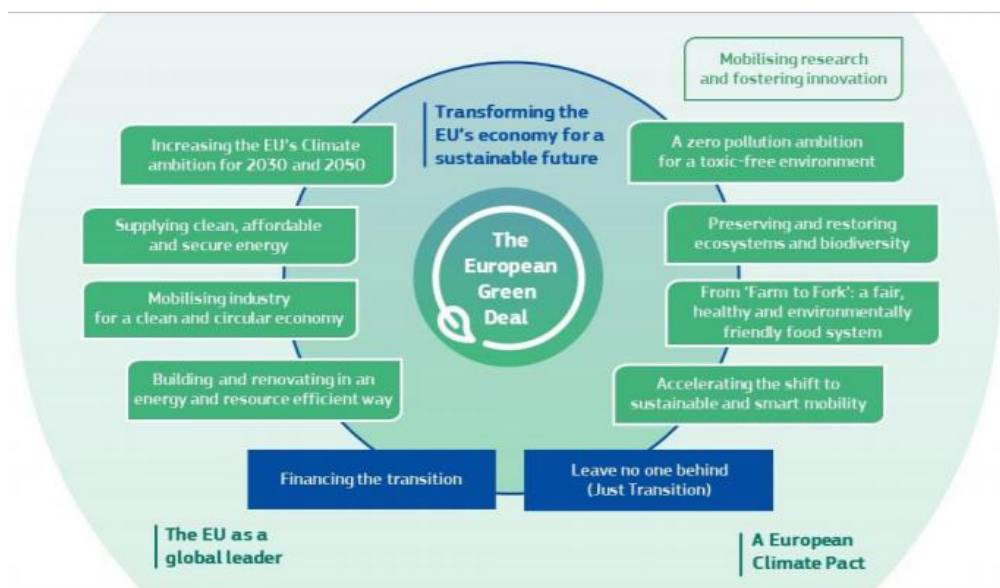 Mobilising research
and fostering innovation
Transforming the
EU's economy for a
sustainable future
Increasing the EU's Climate
ambition for 2030 and 2050
A zero pollution ambition
for a toxic-free environment
Supplying clean, affordable
and secure energy
Preserving and restoring
ecosystems and biodiversity
The
European
Green
Deal
Mobilising industry
for a clean and circular economy
From 'Farm to Fork': a fair,
healthy and environmentally
friendly food system
Building and renovating in an
energy and resource efficient way
Accelerating the shift to
sustainable and smart mobility
Financing the transition
Leave no one behind
(Just Transition)
The EU as a
global leader
A European
Climate Pact